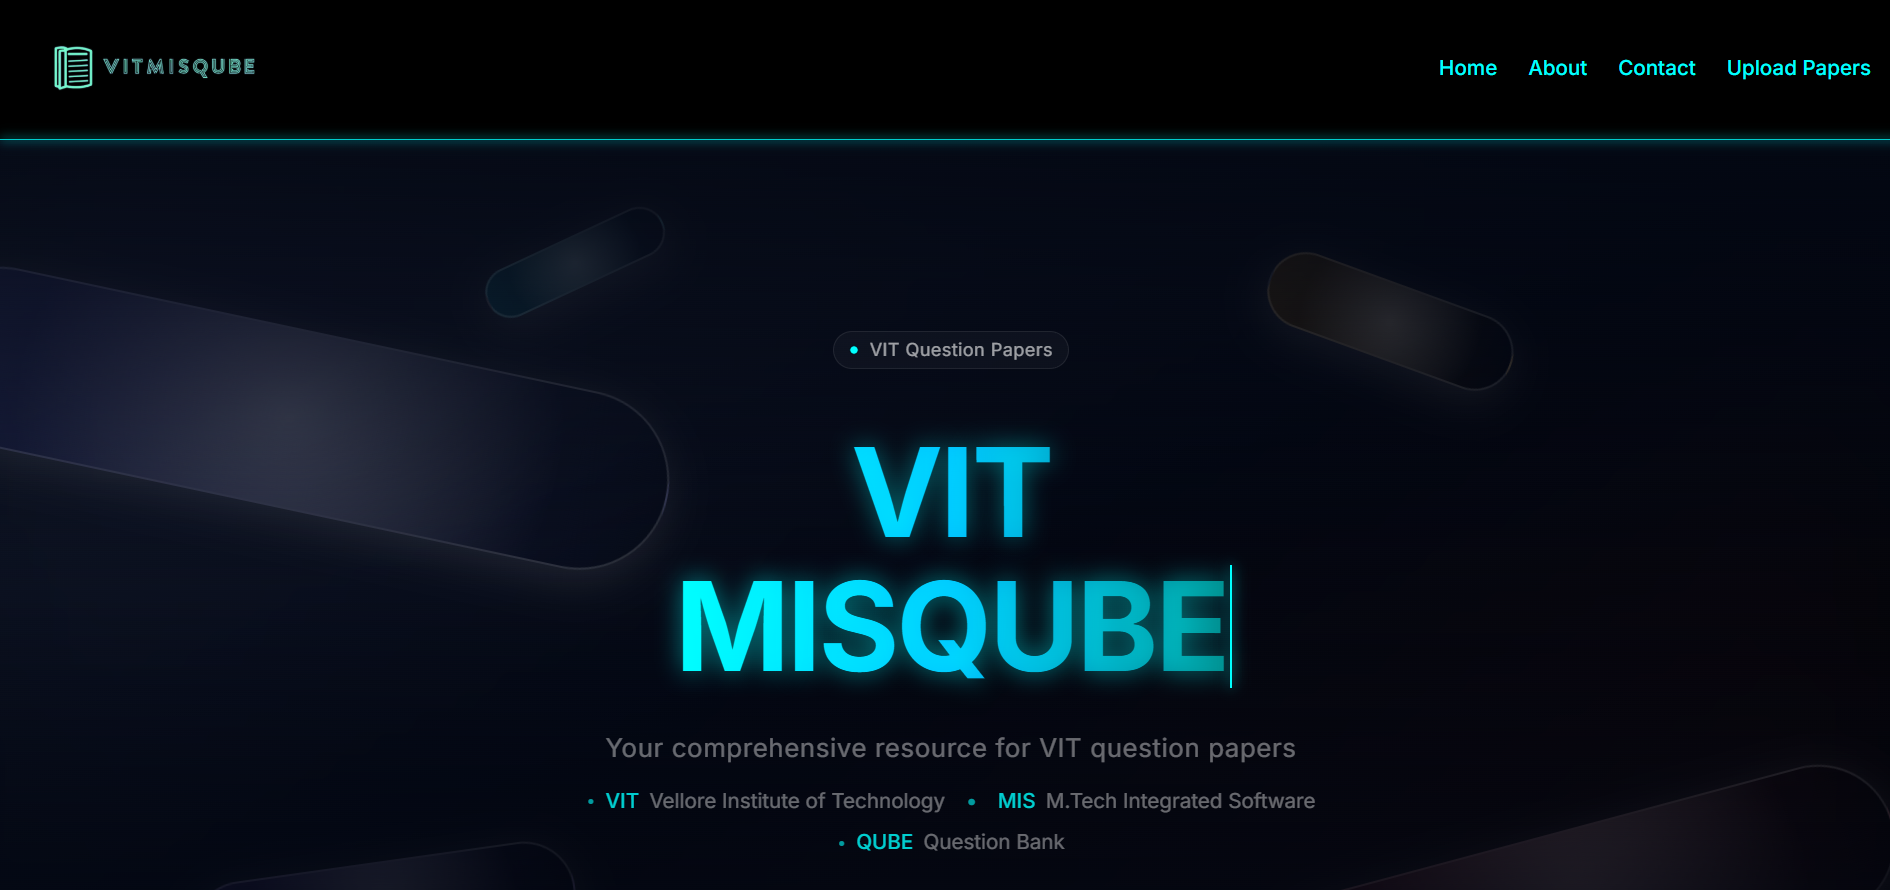 VITMISQUBE
Home About Contact Upload Papers
VIT Question Papers
VIT
MISQUBE
Your comprehensive resource for VIT question papers
• VIT Vellore Institute of Technology • MIS M.Tech Integrated Software
• QUBE Question Bank